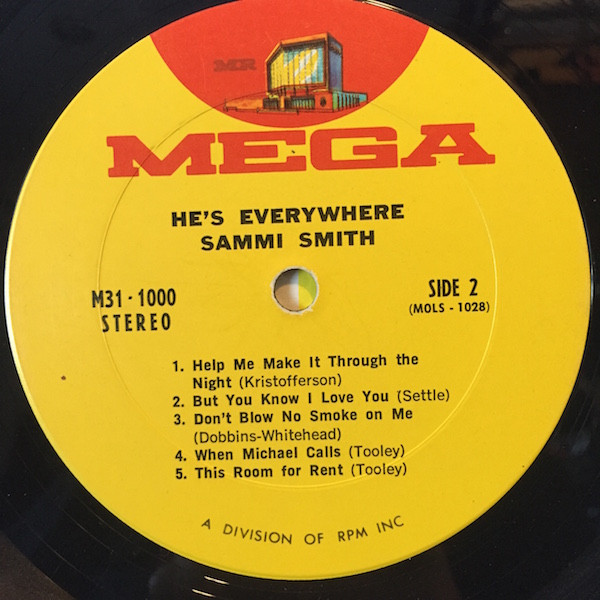 MR
MEGA
HE'S EVERYWHERE
SAMMI SMITH
M31-1000
STEREO
SIDE 2
(MOLS - 1028)
1. Help Me Make It Through the
Night (Kristofferson)
2. But You Know I Love You (Settle)
3. Don't Blow No Smoke on Me
(Dobbins-Whitehead)
4. When Michael Calls (Tooley)
5. This Room for Rent (Tooley)
A DIVISION OF RPM INC